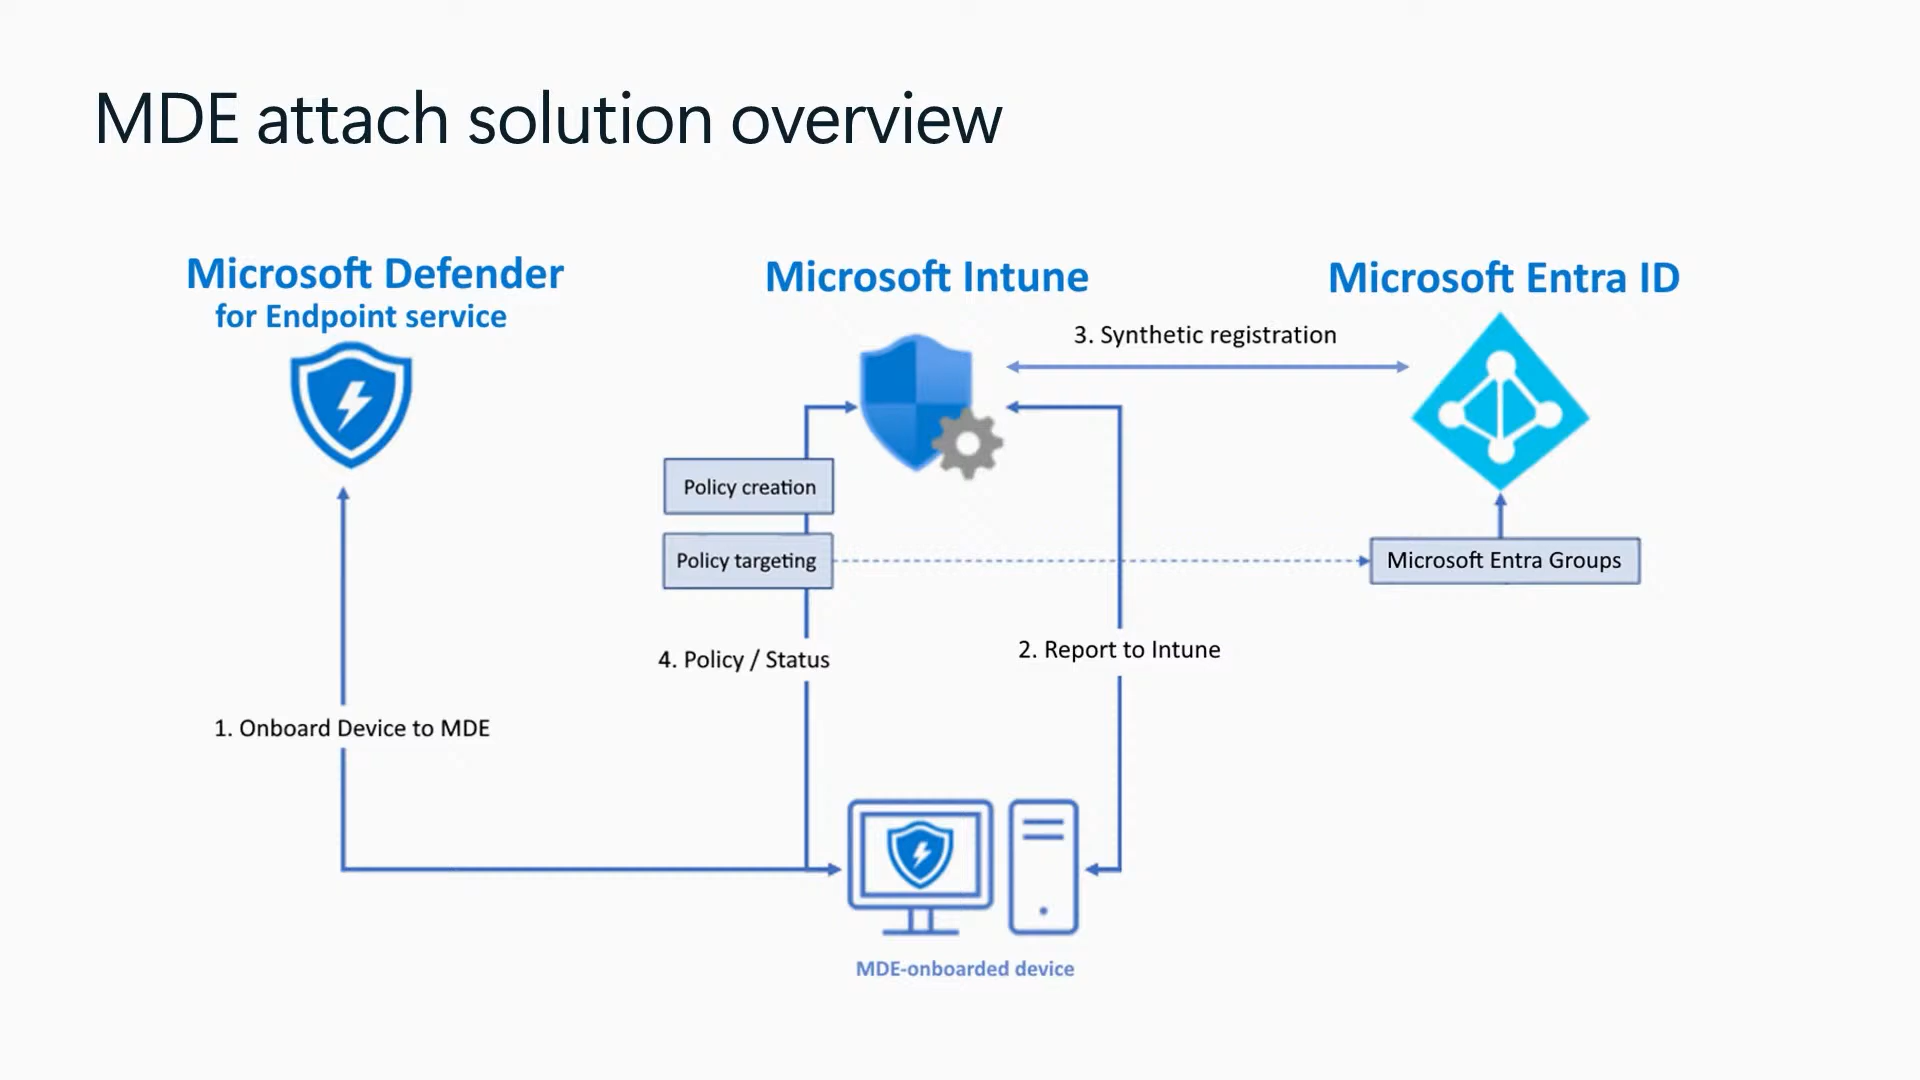 MDE attach solution overview
Microsoft Defender
for Endpoint service
Microsoft Intune
Microsoft Entra ID
3. Synthetic registration
Policy creation
Policy targeting
Microsoft Entra Groups
4. Policy / Status
2. Report to Intune
1. Onboard Device to MDE
MDE-onboarded device